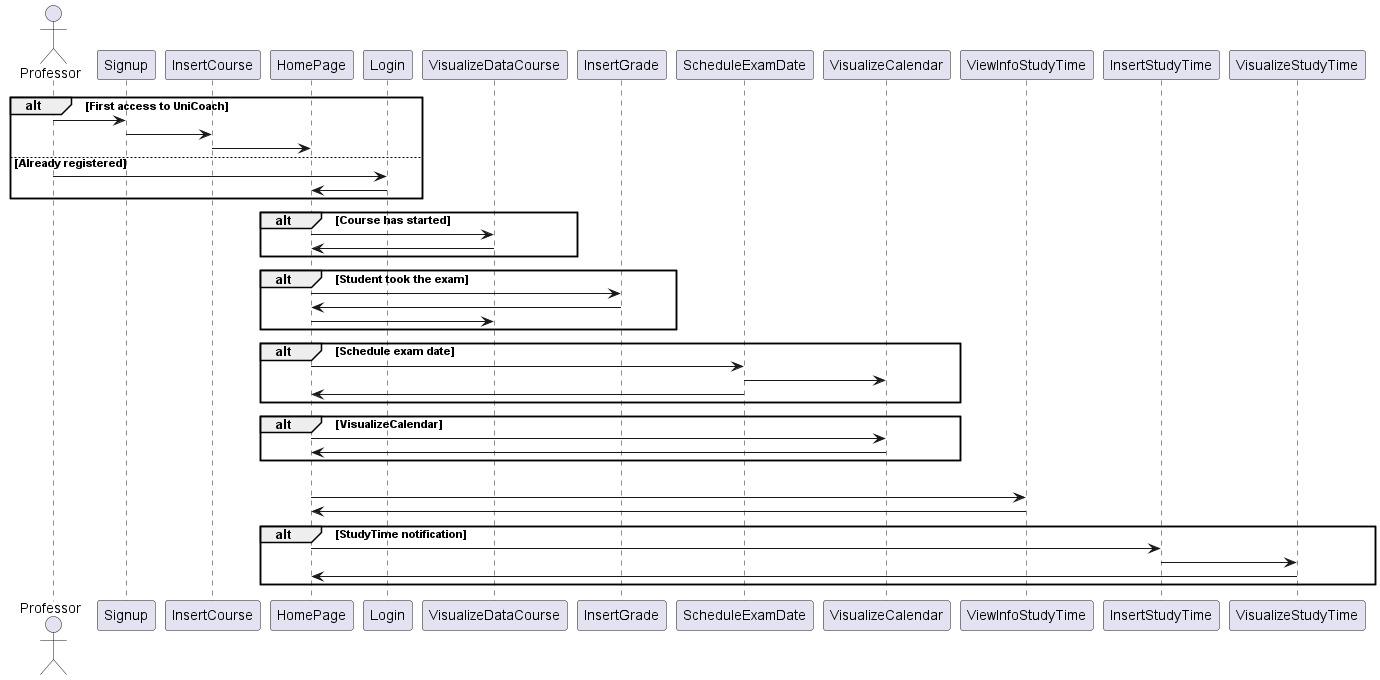 Professor
Signup
InsertCourse
HomePage
Login
VisualizeDataCourse
InsertGrade
ScheduleExamDate
VisualizeCalendar
ViewInfoStudyTime
InsertStudyTime
VisualizeStudyTime
alt [First access to UniCoach]
[Already registered]
alt [Course has started]
alt [Student took the exam]
alt [Schedule exam date]
alt [VisualizeCalendar]
alt [StudyTime notification]
Professor
Signup
InsertCourse
HomePage
Login
VisualizeDataCourse
InsertGrade
ScheduleExamDate
VisualizeCalendar
ViewInfoStudyTime
InsertStudyTime
VisualizeStudyTime